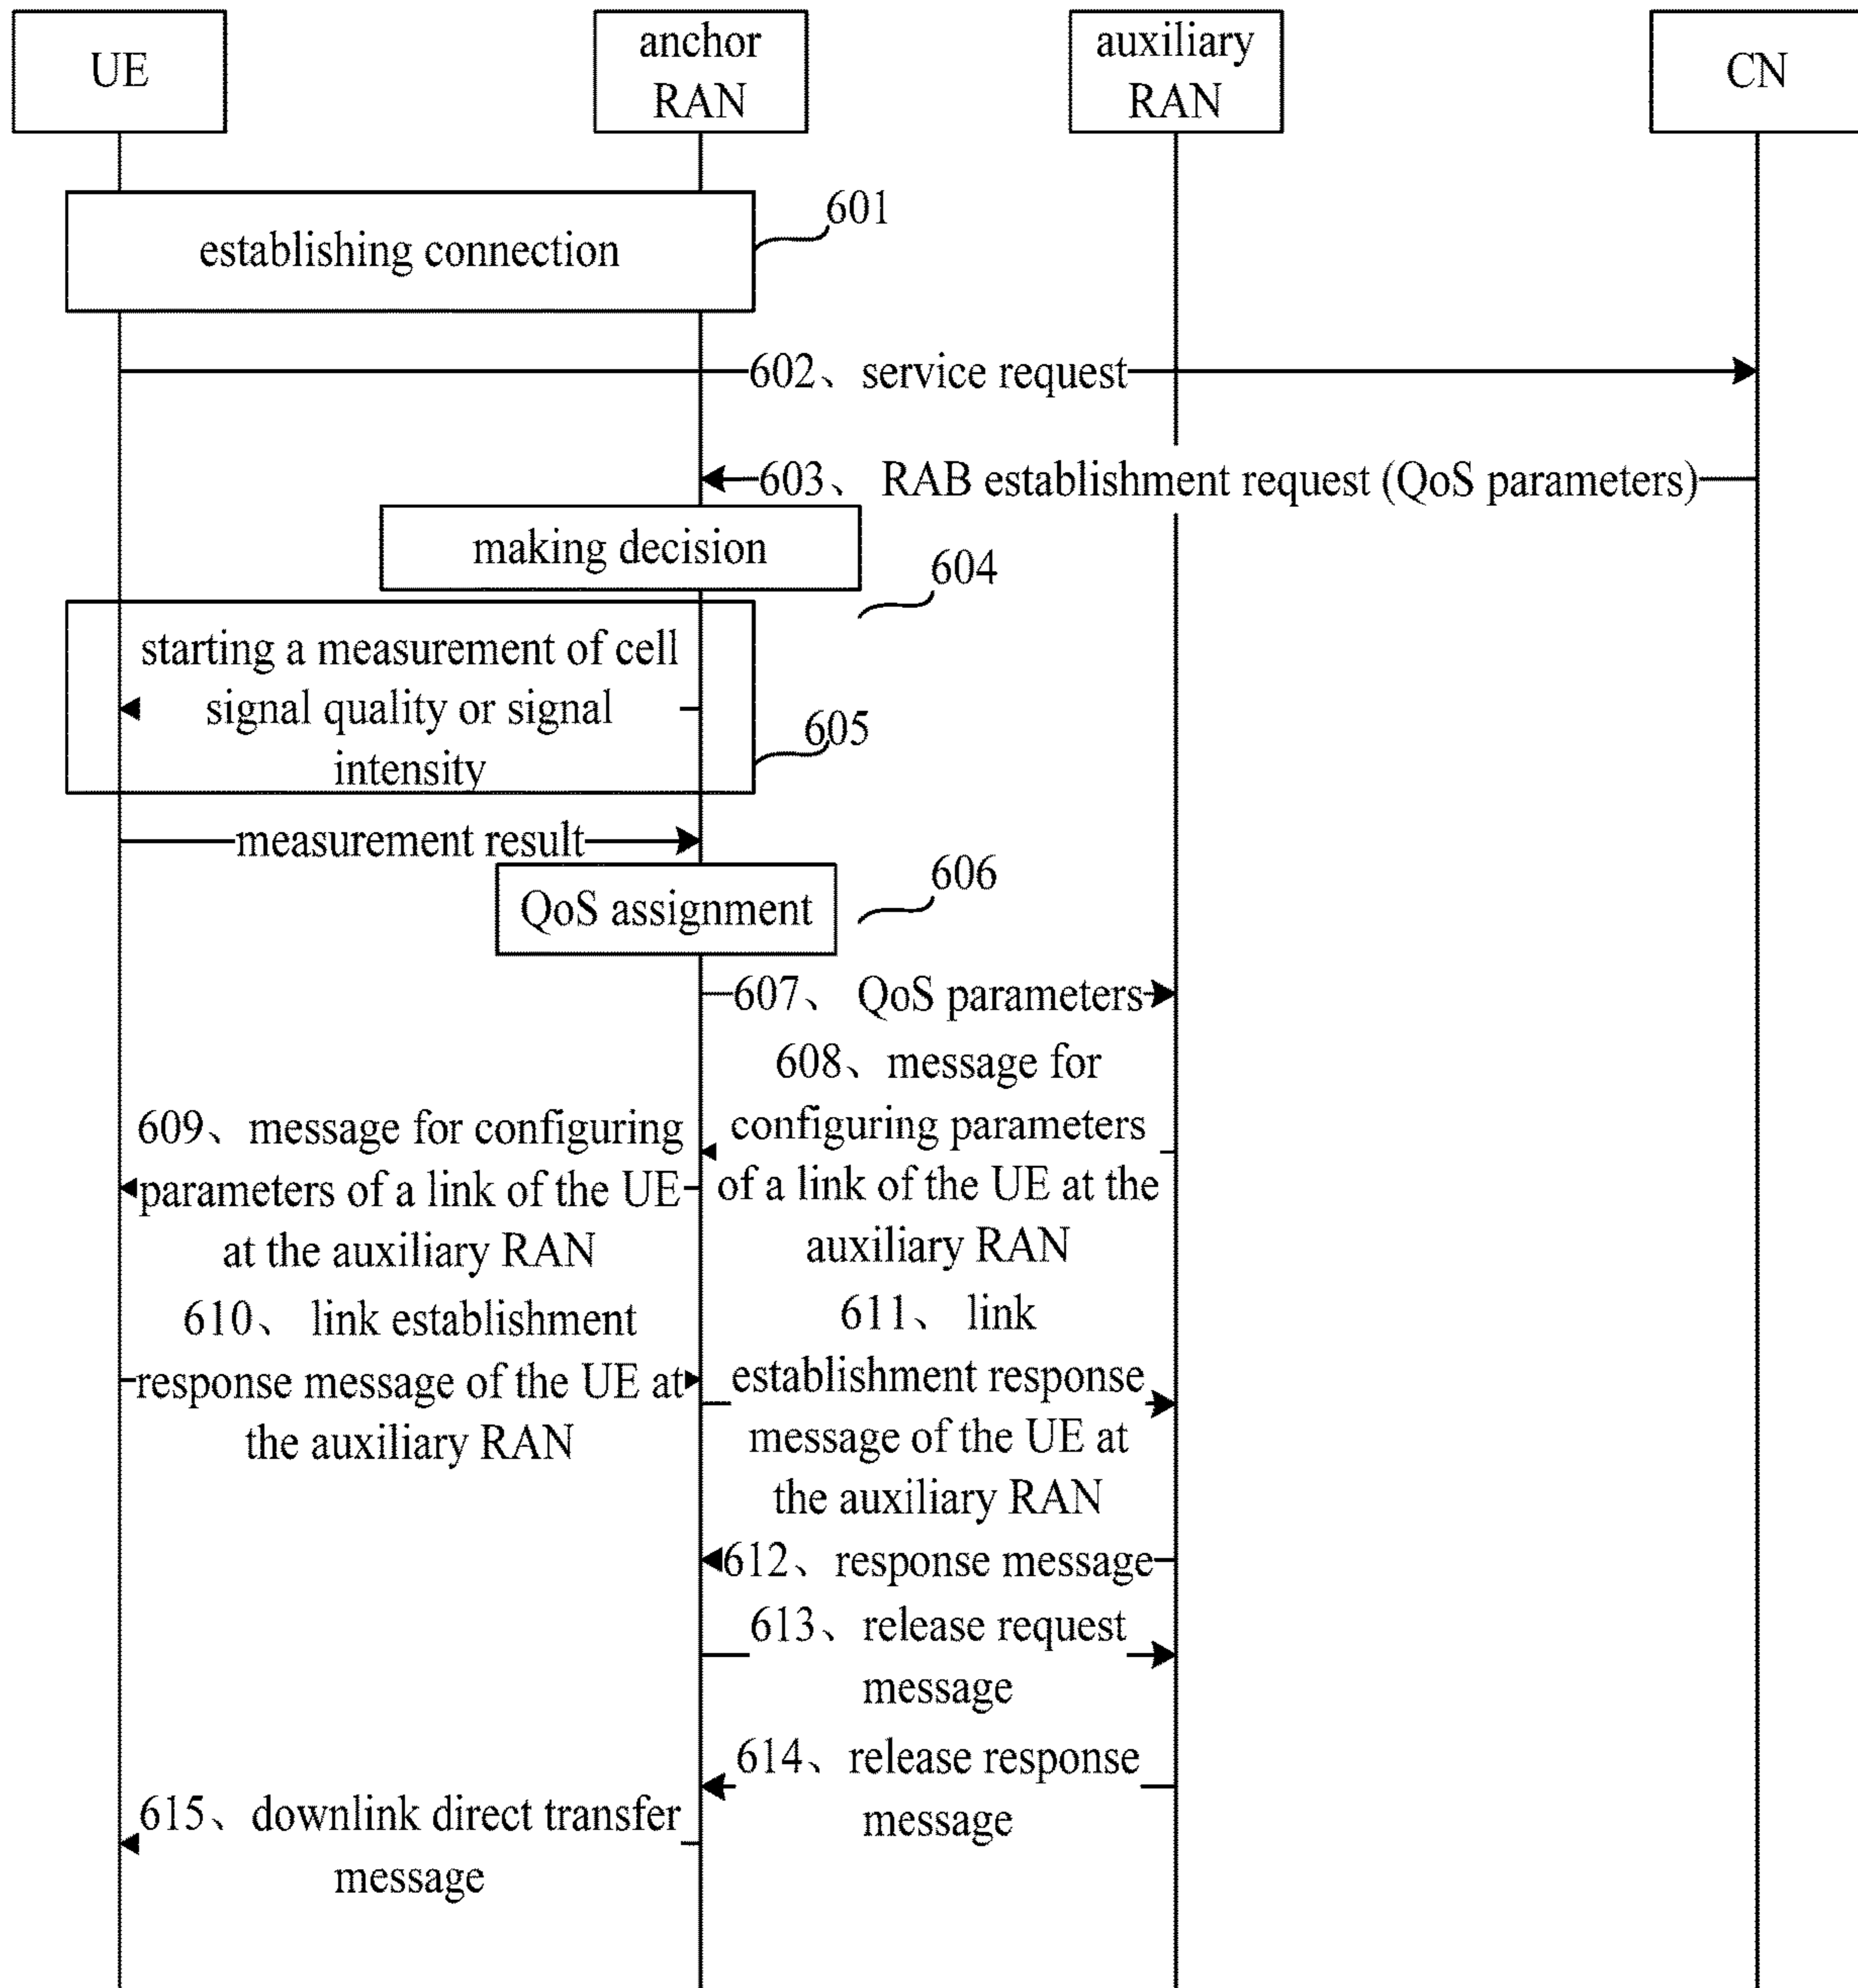 UE
anchor
RAN
auxiliary
RAN
CN
601
establishing connection
602、service request
603、 RAB establishment request (QoS parameters)
making decision
604
starting a measurement of cell
signal quality or signal
intensity
605
measurement result
606
QoS assignment
607、 QoS parameters
608、message for
configuring parameters
of a link of the UE at the
auxiliary RAN
609、message for configuring
parameters of a link of the UE
at the auxiliary RAN
610、 link establishment
response message of the UE at
the auxiliary RAN
611、 link
establishment response
message of the UE at
the auxiliary RAN
612、response message
613、release request
message
614、release response
message
615、downlink direct transfer
message